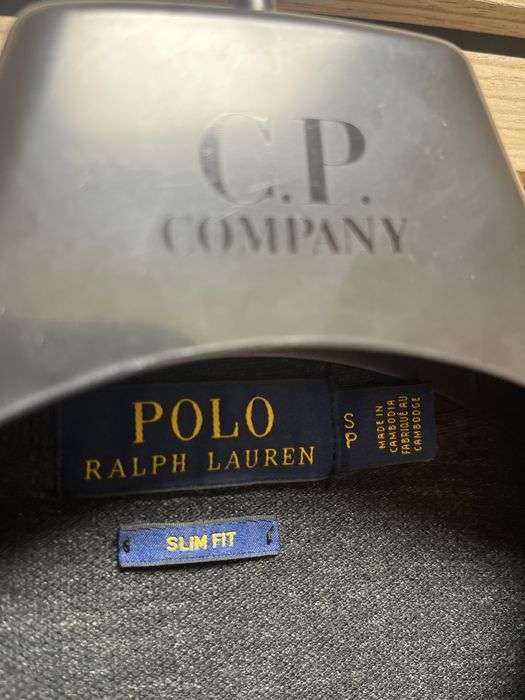 C.P.
COMPANY
POLO
RALPH LAUREN
S
P
MADE IN
CAMBODIA
FABRIQUÉ AU
CAMBODGE
SLIM FIT